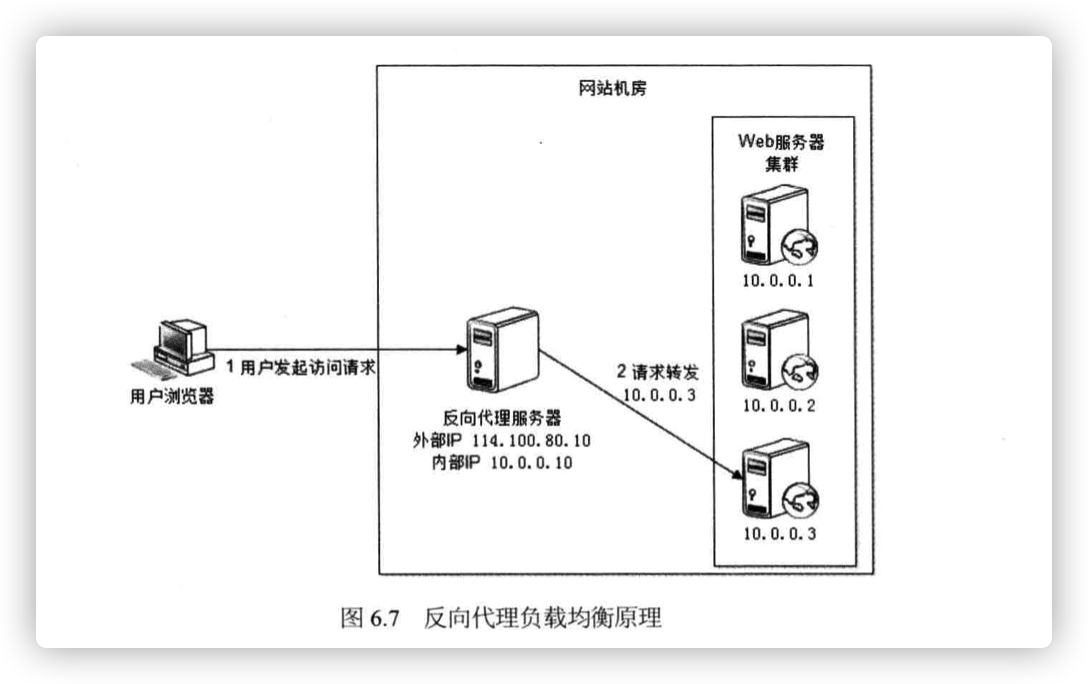 网站机房
Web服务器
集群
10.0.0.1
10.0.0.2
10.0.0.3
用户浏览器
1 用户发起访问请求
反向代理服务器
外部IP 114.100.80.10
内部IP 10.0.0.10
2 请求转发
10.0.0.3
图 6.7 反向代理负载均衡原理